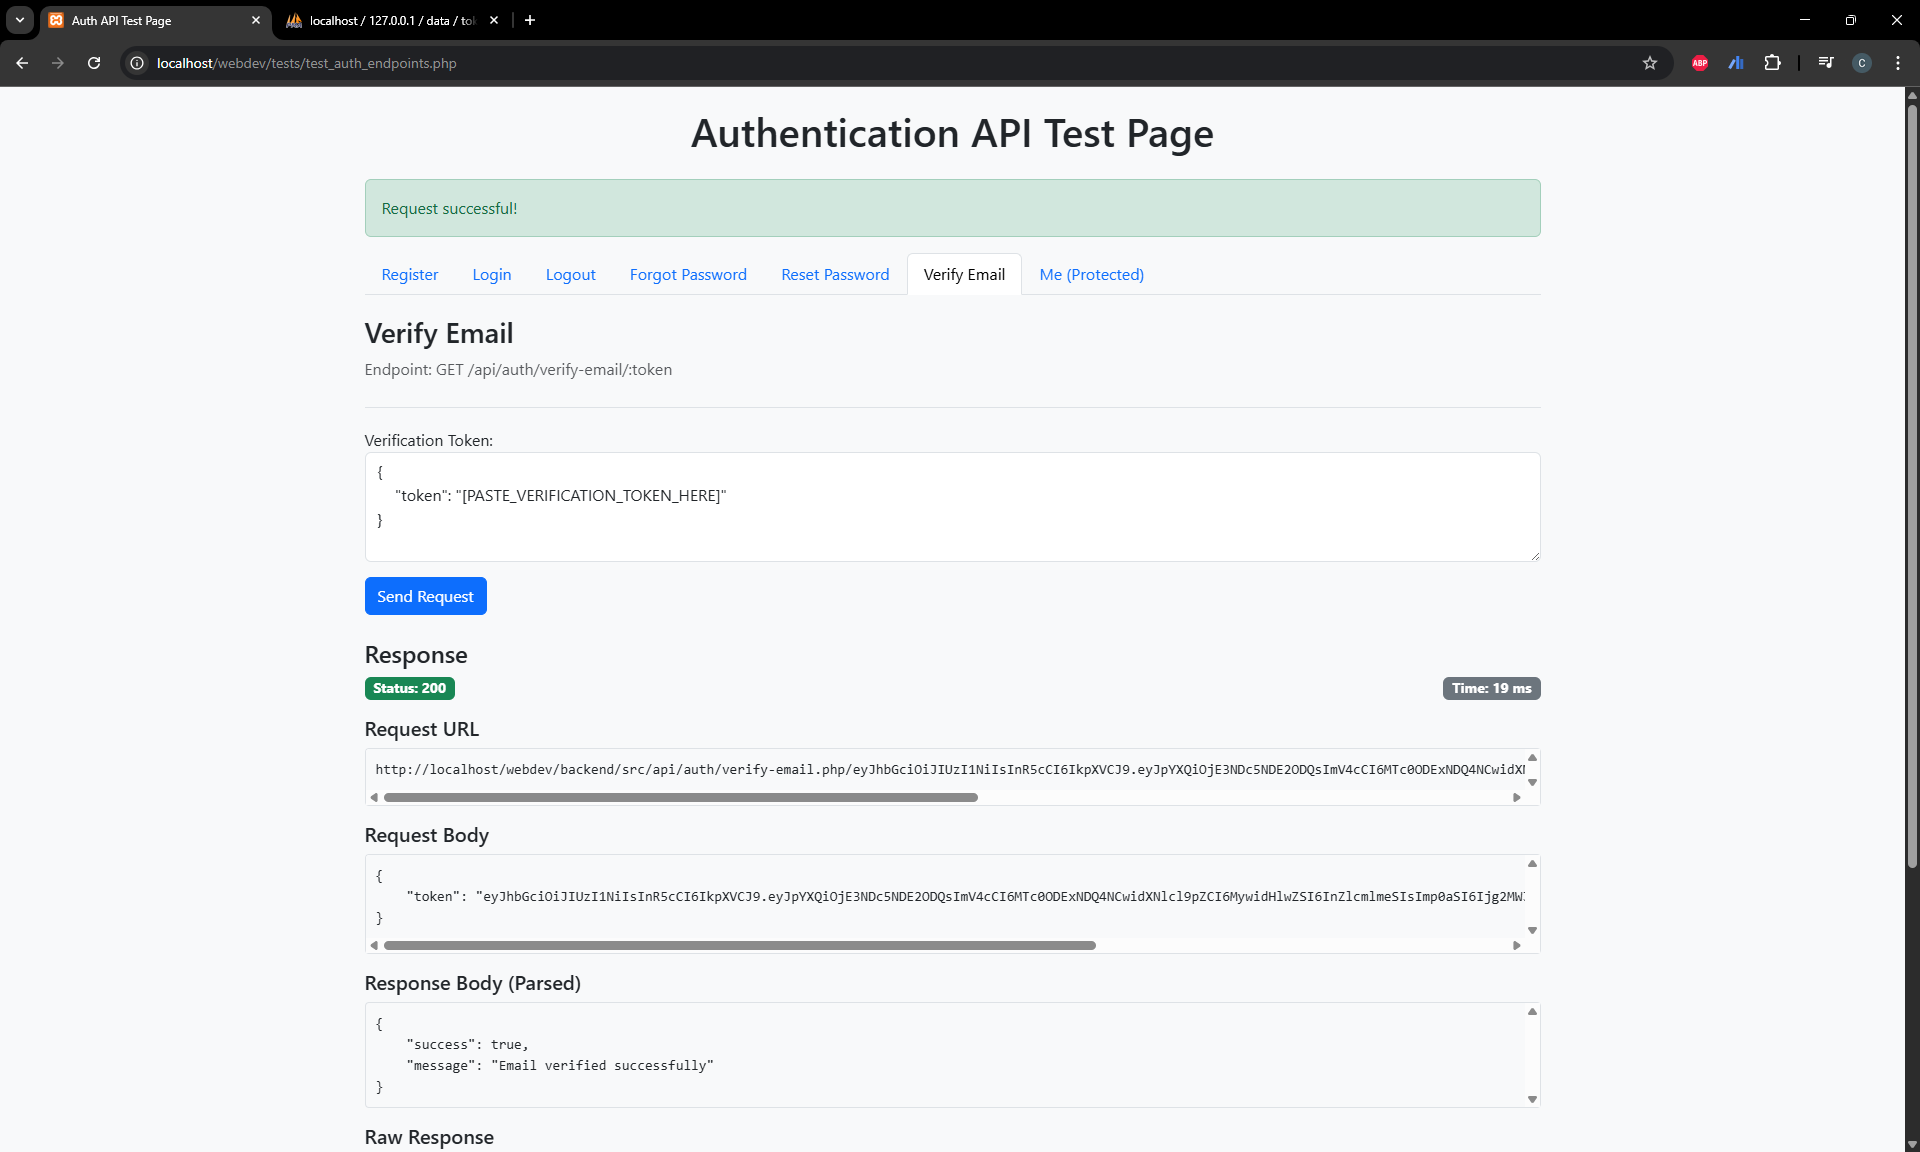 Auth API Test Page
localhost / 127.0.0.1 / data / tok
localhost/webdev/tests/test_auth_endpoints.php
ABP
C
Authentication API Test Page
Request successful!
Register
Login
Logout
Forgot Password
Reset Password
Verify Email
Me (Protected)
Verify Email
Endpoint: GET /api/auth/verify-email/:token
Verification Token:
{
"token": "[PASTE_VERIFICATION_TOKEN_HERE]"
}
Send Request
Response
Status: 200
Time: 19 ms
Request URL
http://localhost/webdev/backend/src/api/auth/verify-email.php/eyJhbGciOiJIUzI1NiIsInR5cCI6IkpXVCJ9.eyJpYXQiOjE3NDc5NDE2ODQsImV4cCI6MTc0ODExNDQ4NCwidX
Request Body
{
"token": "eyJhbGciOiJIUzI1NiIsInR5cCI6IkpXVCJ9.eyJpYXQiOjE3NDc5NDE2ODQsImV4cCI6MTc0ODExNDQ4NCwidXNlcl9pZCI6MywidHlwZSI6InZlcmlmeSIsImp0aSI6Ijg2MW
}
Response Body (Parsed)
{
"success": true,
"message": "Email verified successfully"
}
Raw Response